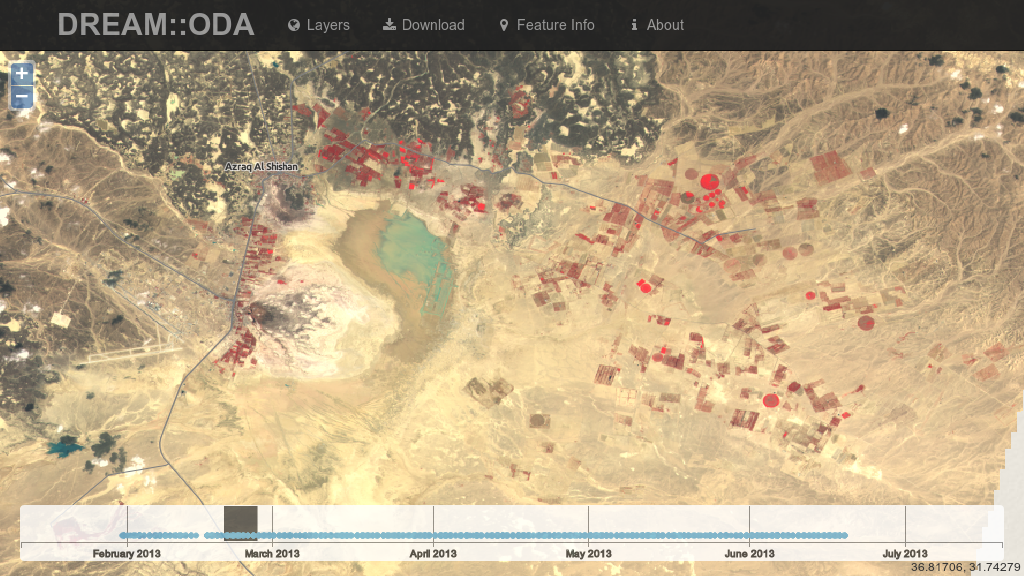 DREAM::ODA Layers Download Feature Info About
+
−
Azraq Al Shishan
February 2013 March 2013 April 2013 May 2013 June 2013 July 2013
36.81706, 31.74279